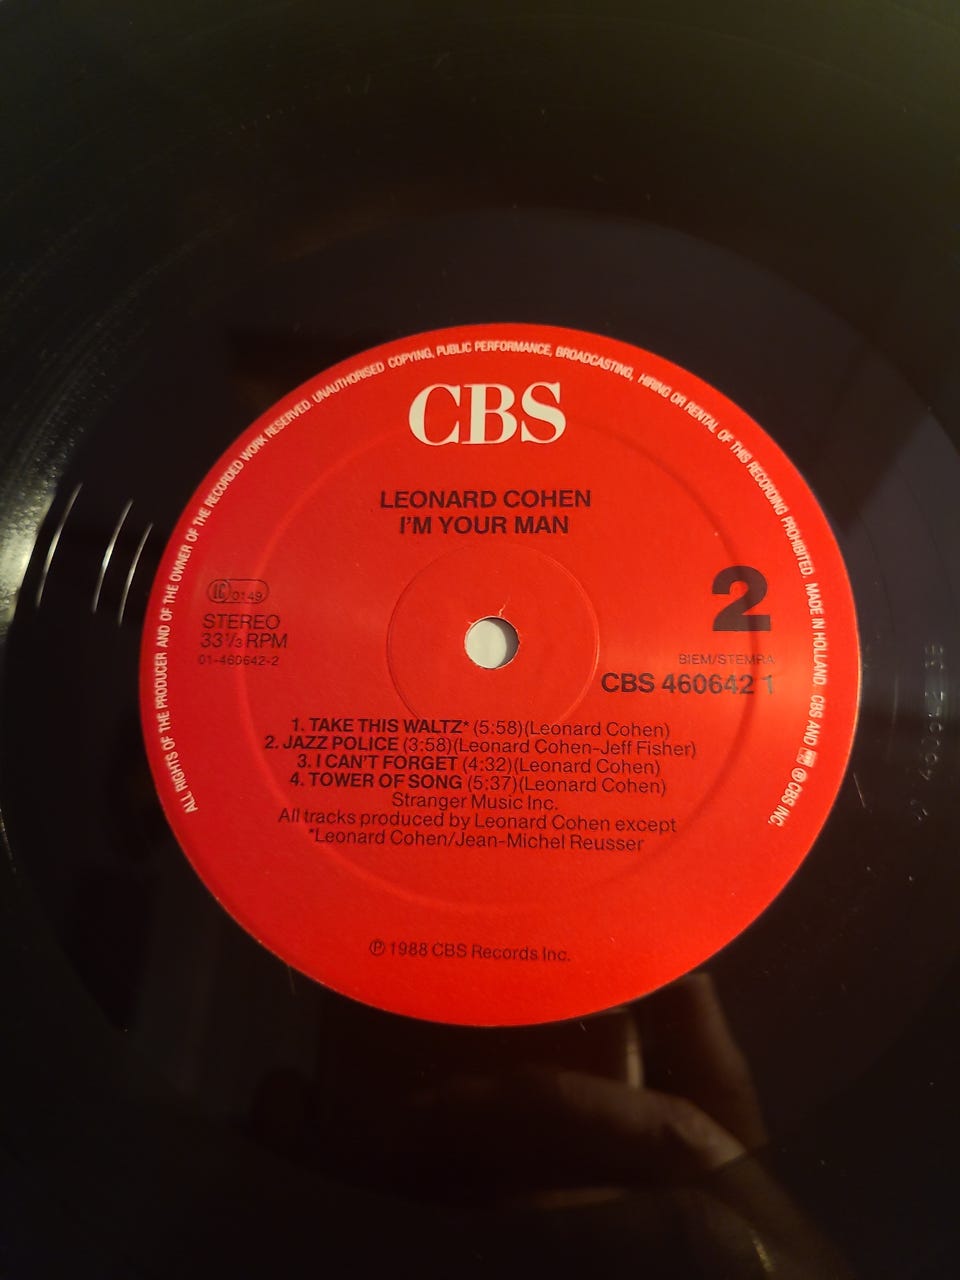 ALL RIGHTS OF THE PRODUCER AND OF THE OWNER OF THE RECORDED WORK RESERVED. UNAUTHORISED COPYING, PUBLIC PERFORMANCE, BROADCASTING, HIRING OR RENTAL OF THIS RECORDING PROHIBITED. MADE IN HOLLAND. CBS AND ℗ CBS INC.
CBS
LEONARD COHEN
I'M YOUR MAN
LC 0149
STEREO
33⅓ RPM
01-460642-2
2
BIEM/STEMRA
CBS 460642 1
1. TAKE THIS WALTZ* (5:58)(Leonard Cohen)
2. JAZZ POLICE (3:58)(Leonard Cohen-Jeff Fisher)
3. I CAN'T FORGET (4:32)(Leonard Cohen)
4. TOWER OF SONG (5:37)(Leonard Cohen)
Stranger Music Inc.
All tracks produced by Leonard Cohen except
*Leonard Cohen/Jean-Michel Reusser
℗ 1988 CBS Records Inc.